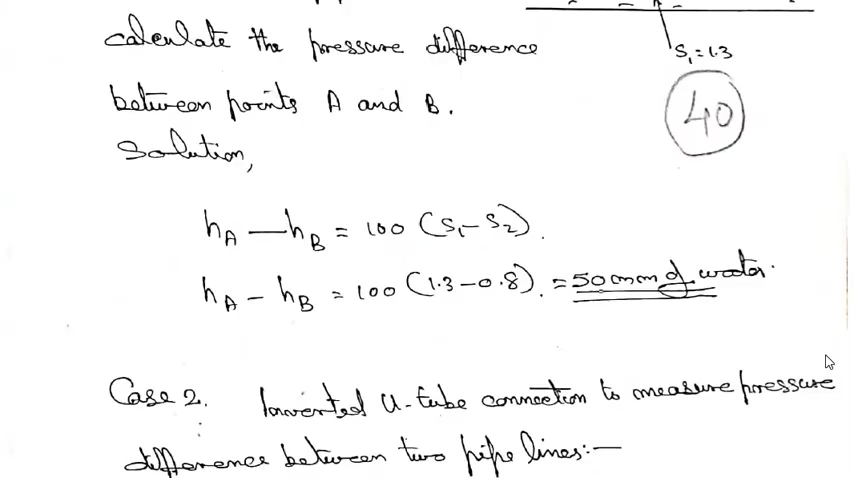 calculate the pressure difference
S₁=1.3
between points A and B.
40
Solution,
hA — hB = 100 (S₁ – S₂).
hA – hB = 100 (1.3 – 0.8). = 50 mm of water.
Case 2. Inverted U-tube connection to measure pressure
difference between two pipe lines:—